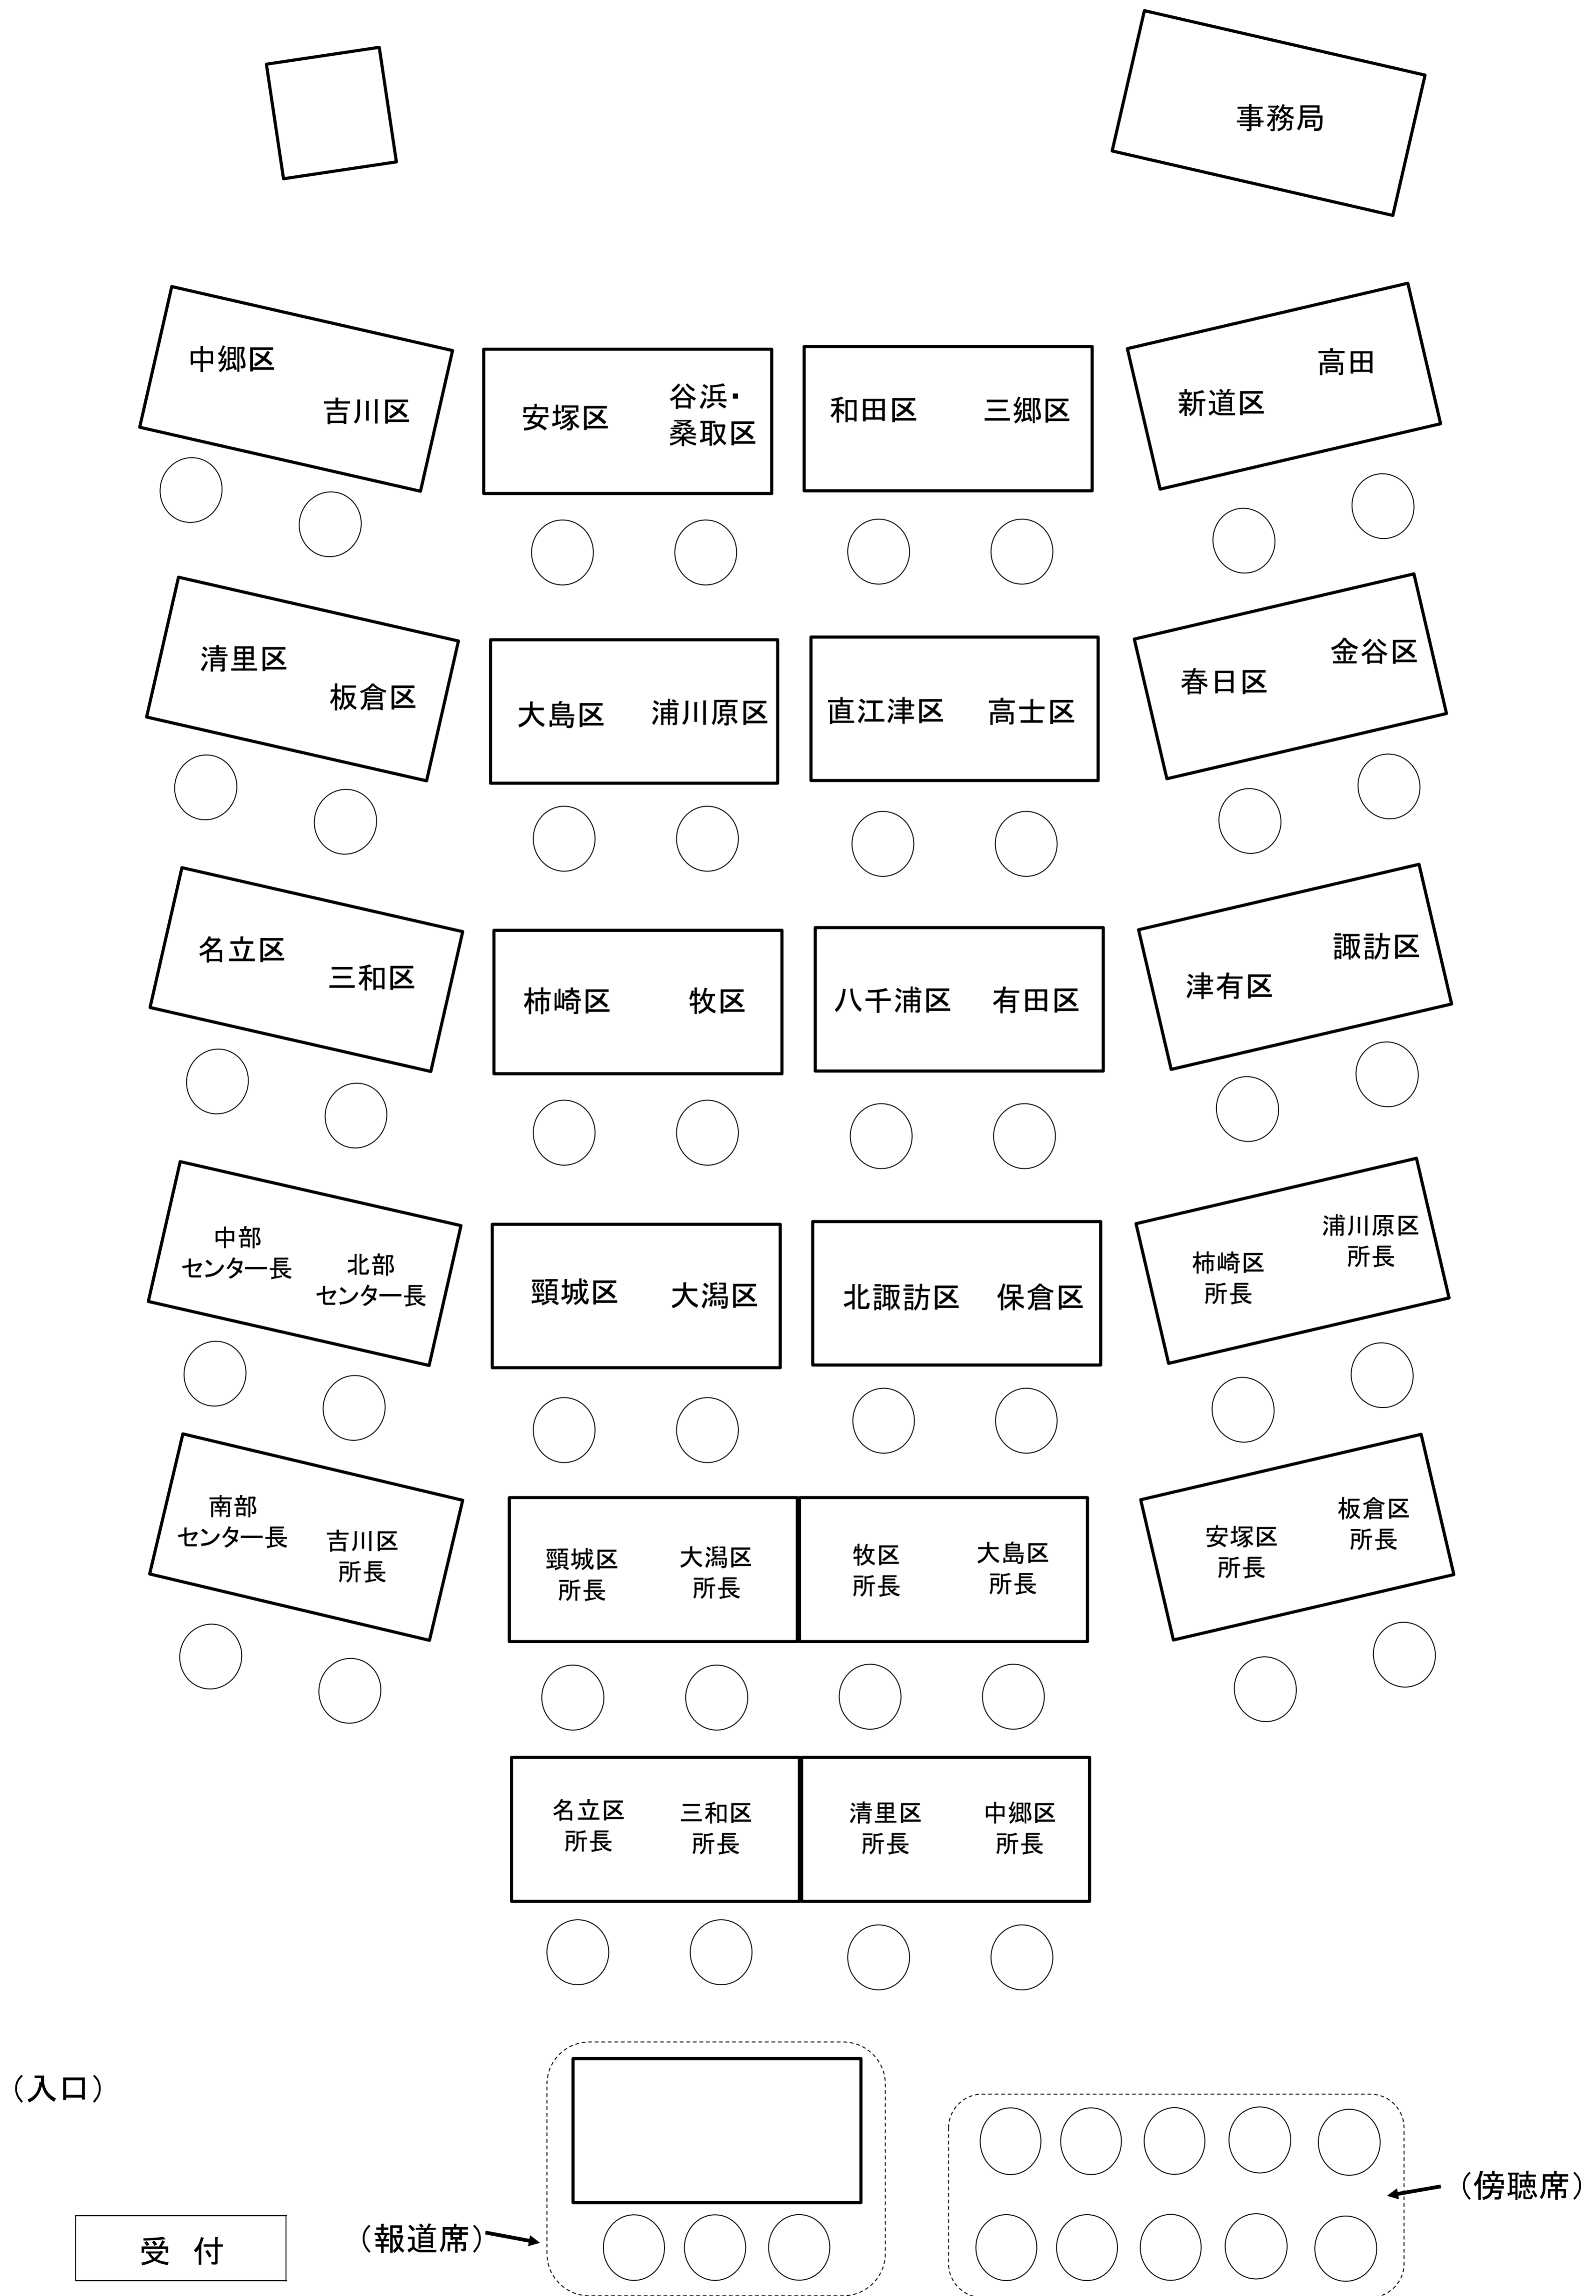 事務局
中郷区
吉川区
安塚区
谷浜・
桑取区
和田区
三郷区
新道区
高田
清里区
板倉区
大島区
浦川原区
直江津区
高士区
春日区
金谷区
名立区
三和区
柿崎区
牧区
八千浦区
有田区
津有区
諏訪区
中部
センター長
北部
センター長
頸城区
大潟区
北諏訪区
保倉区
柿崎区
所長
浦川原区
所長
南部
センター長
吉川区
所長
頸城区
所長
大潟区
所長
牧区
所長
大島区
所長
安塚区
所長
板倉区
所長
名立区
所長
三和区
所長
清里区
所長
中郷区
所長
（入口）
受　付
（報道席）
（傍聴席）